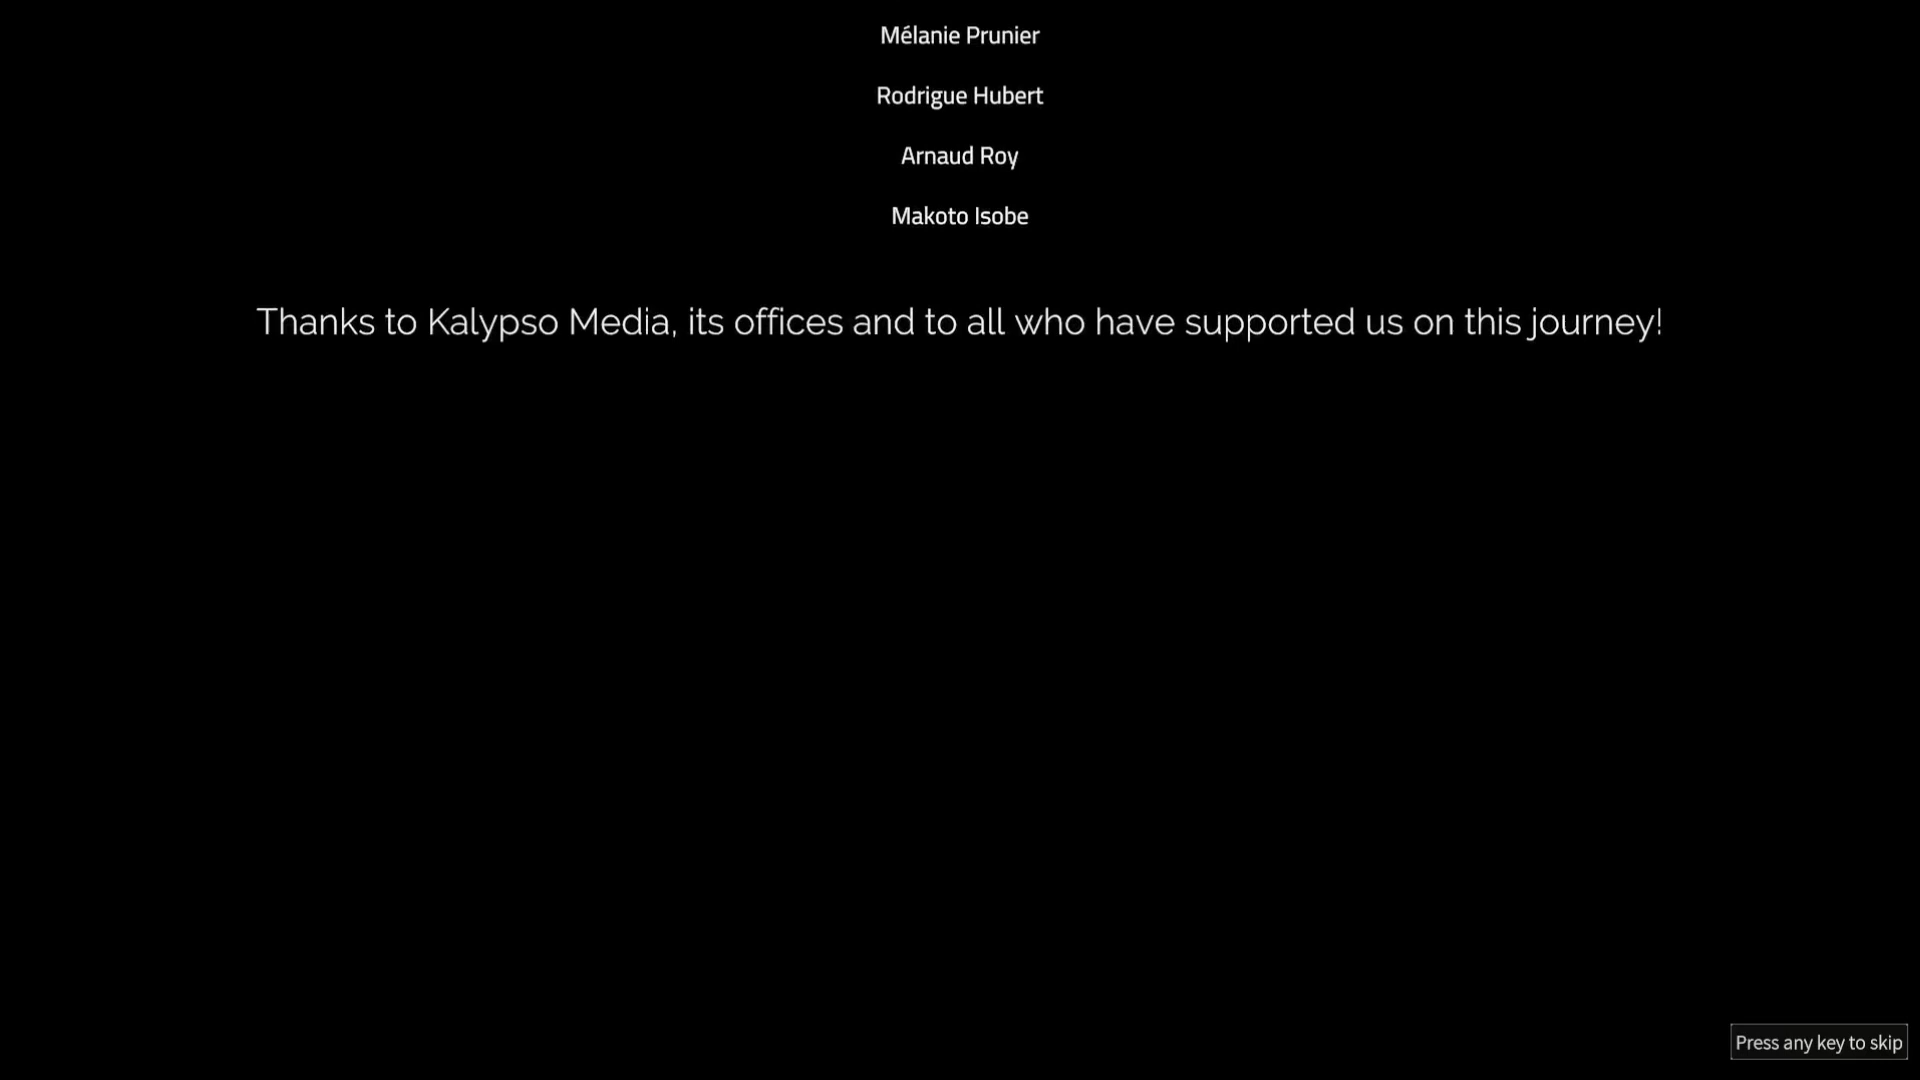 Mélanie Prunier
Rodrigue Hubert
Arnaud Roy
Makoto Isobe
Thanks to Kalypso Media, its offices and to all who have supported us on this journey!
Press any key to skip